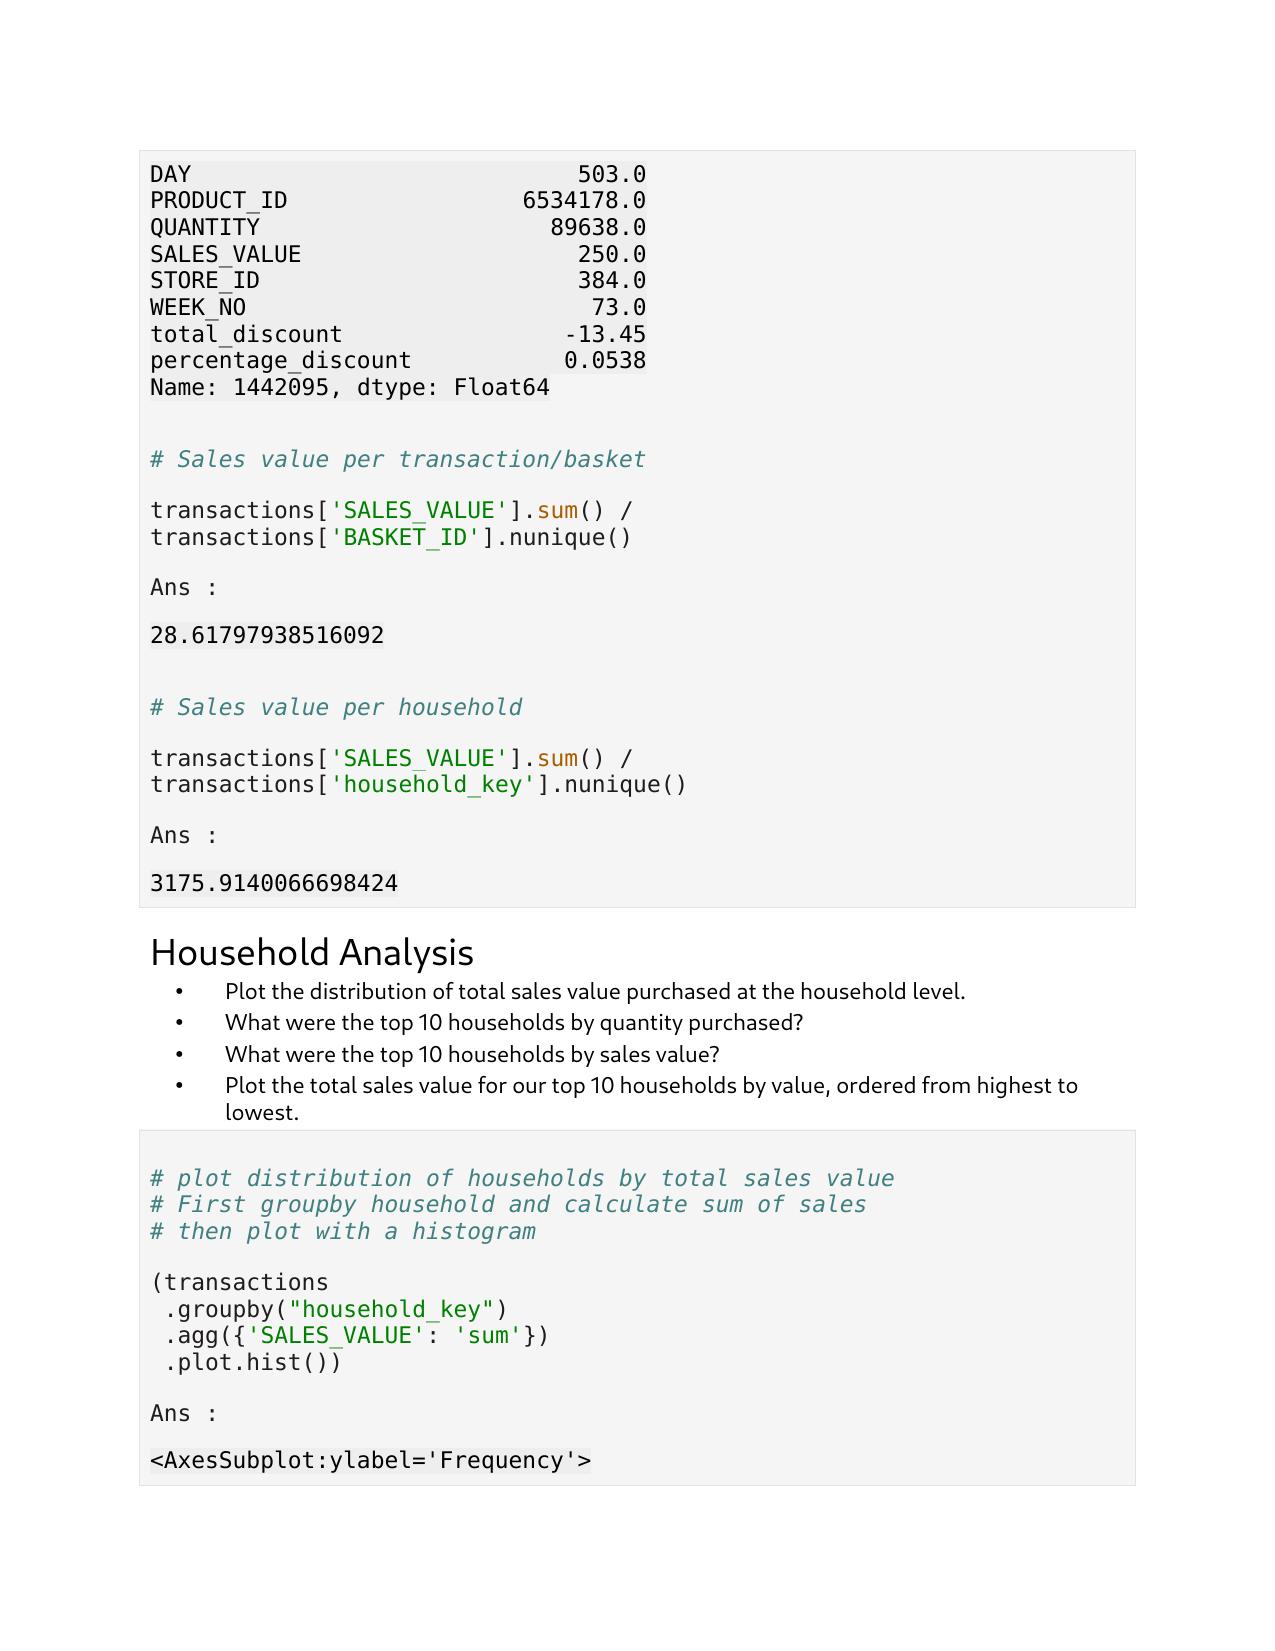 DAY                            503.0
PRODUCT_ID                 6534178.0
QUANTITY                     89638.0
SALES_VALUE                    250.0
STORE_ID                       384.0
WEEK_NO                         73.0
total_discount                -13.45
percentage_discount           0.0538
Name: 1442095, dtype: Float64
# Sales value per transaction/basket
transactions['SALES_VALUE'].sum() /
transactions['BASKET_ID'].nunique()
Ans :
28.61797938516092
# Sales value per household
transactions['SALES_VALUE'].sum() /
transactions['household_key'].nunique()
Ans :
3175.9140066698424
Household Analysis
• Plot the distribution of total sales value purchased at the household level.
• What were the top 10 households by quantity purchased?
• What were the top 10 households by sales value?
• Plot the total sales value for our top 10 households by value, ordered from highest to
lowest.
# plot distribution of households by total sales value
# First groupby household and calculate sum of sales
# then plot with a histogram
(transactions
 .groupby("household_key")
 .agg({'SALES_VALUE': 'sum'})
 .plot.hist())
Ans :
<AxesSubplot:ylabel='Frequency'>